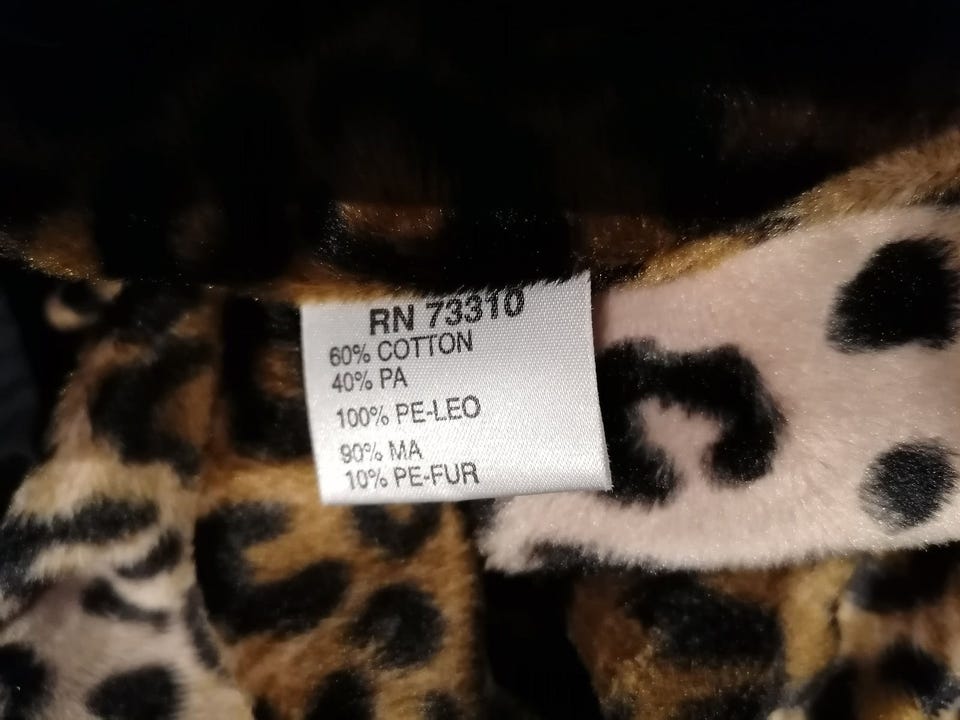 RN 73310
60% COTTON
40% PA
100% PE-LEO
90% MA
10% PE-FUR